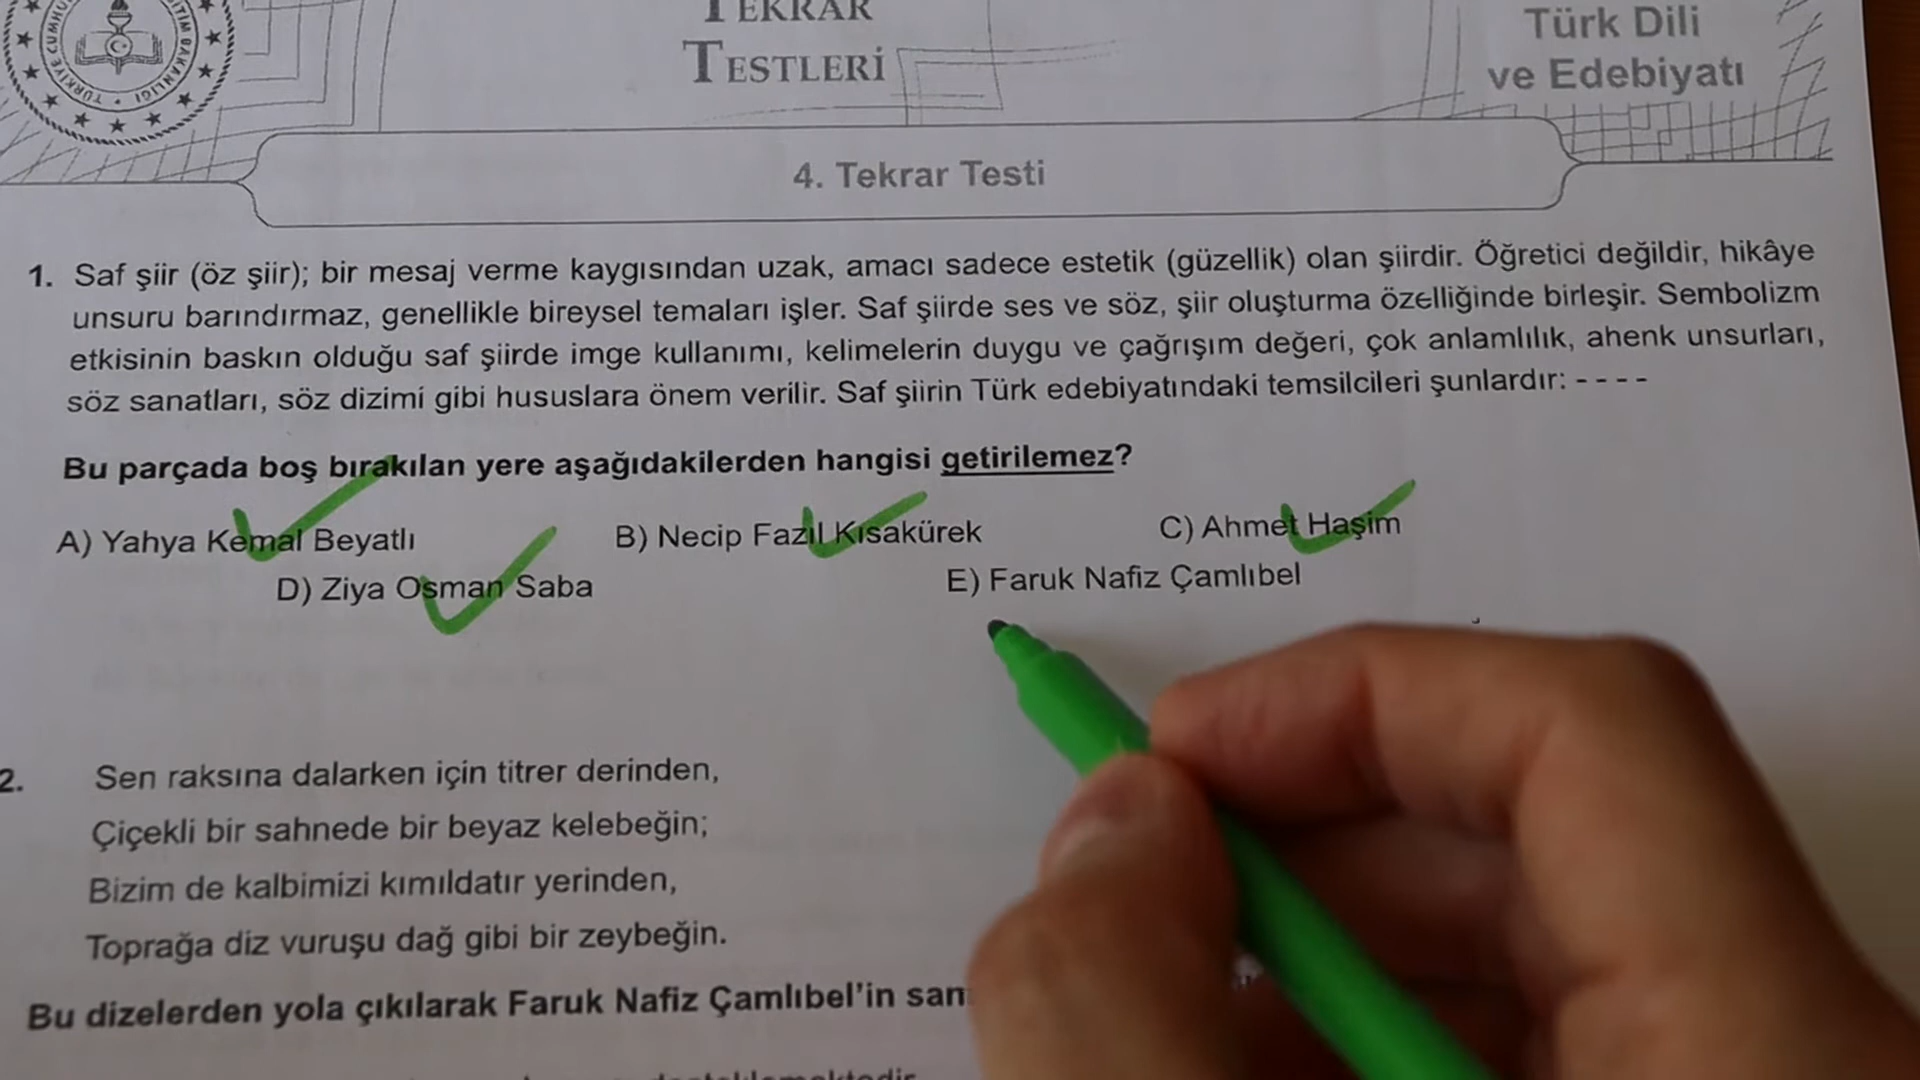 TEKRAR
TESTLERİ
Türk Dili
ve Edebiyatı
TÜRKİYE CUMHU
BAKANLIĞI
4. Tekrar Testi
1. Saf şiir (öz şiir); bir mesaj verme kaygısından uzak, amacı sadece estetik (güzellik) olan şiirdir. Öğretici değildir, hikâye
unsuru barındırmaz, genellikle bireysel temaları işler. Saf şiirde ses ve söz, şiir oluşturma özelliğinde birleşir. Sembolizm
etkisinin baskın olduğu saf şiirde imge kullanımı, kelimelerin duygu ve çağrışım değeri, çok anlamlılık, ahenk unsurları,
söz sanatları, söz dizimi gibi hususlara önem verilir. Saf şiirin Türk edebiyatındaki temsilcileri şunlardır: - - - -
Bu parçada boş bırakılan yere aşağıdakilerden hangisi getirilemez?
A) Yahya Kemal Beyatlı B) Necip Fazıl Kısakürek C) Ahmet Haşim
D) Ziya Osman Saba E) Faruk Nafiz Çamlıbel
2. Sen raksına dalarken için titrer derinden,
Çiçekli bir sahnede bir beyaz kelebeğin;
Bizim de kalbimizi kımıldatır yerinden,
Toprağa diz vuruşu dağ gibi bir zeybeğin.
Bu dizelerden yola çıkılarak Faruk Nafiz Çamlıbel'in san